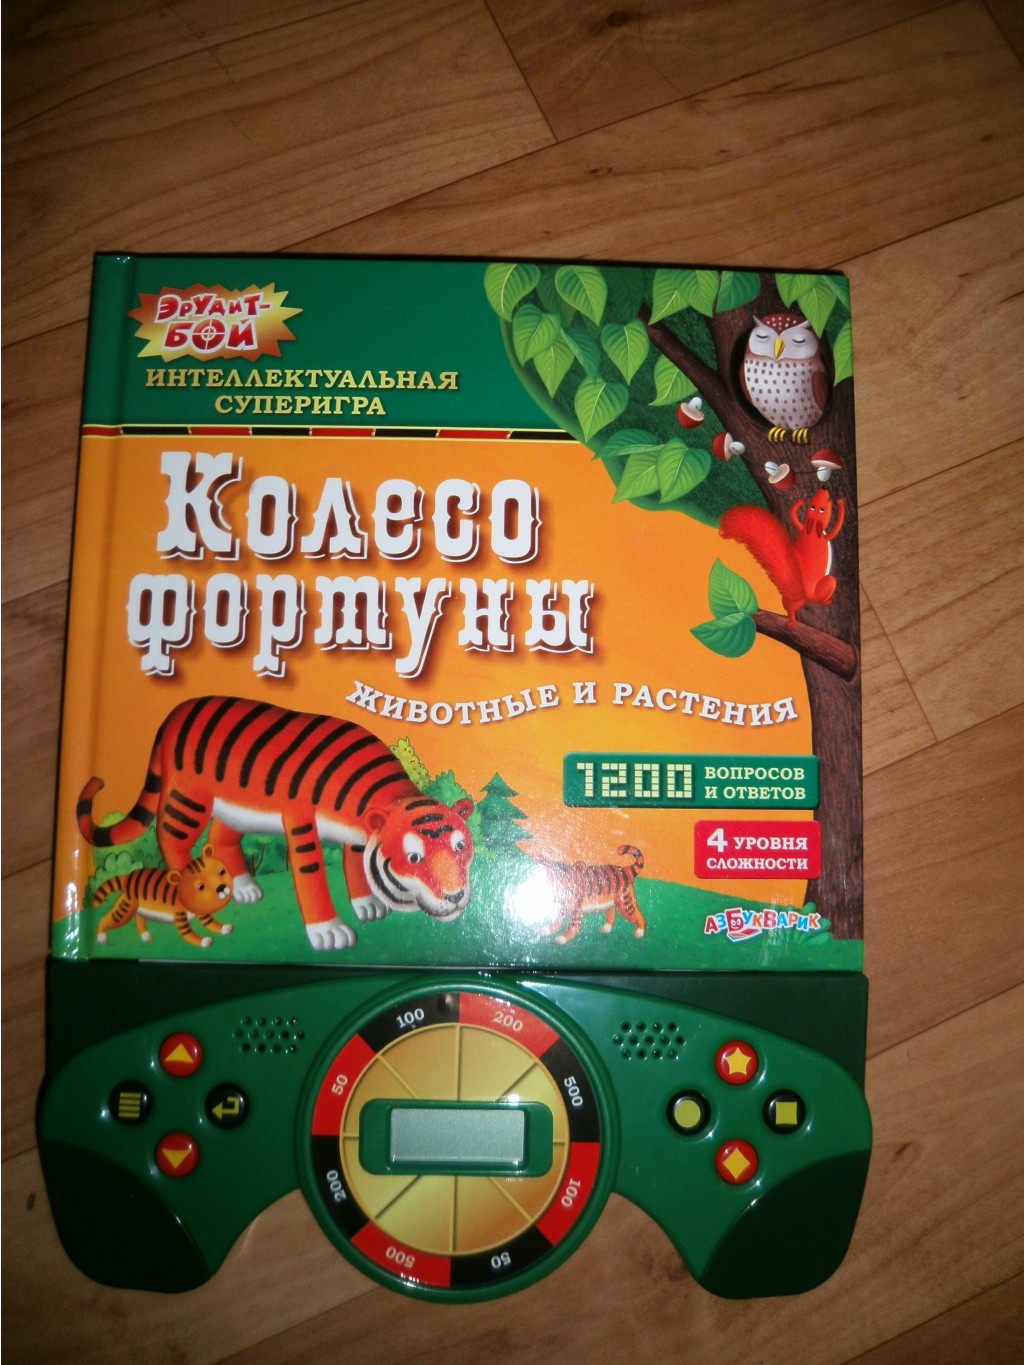 ЭРУДИТ-
БОЙ
ИНТЕЛЛЕКТУАЛЬНАЯ
СУПЕРИГРА
Колесо
фортуны
ЖИВОТНЫЕ И РАСТЕНИЯ
1200 ВОПРОСОВ
И ОТВЕТОВ
4 УРОВНЯ
СЛОЖНОСТИ
АЗБУКВАРИК
100
200
500
100
50
500
200
50